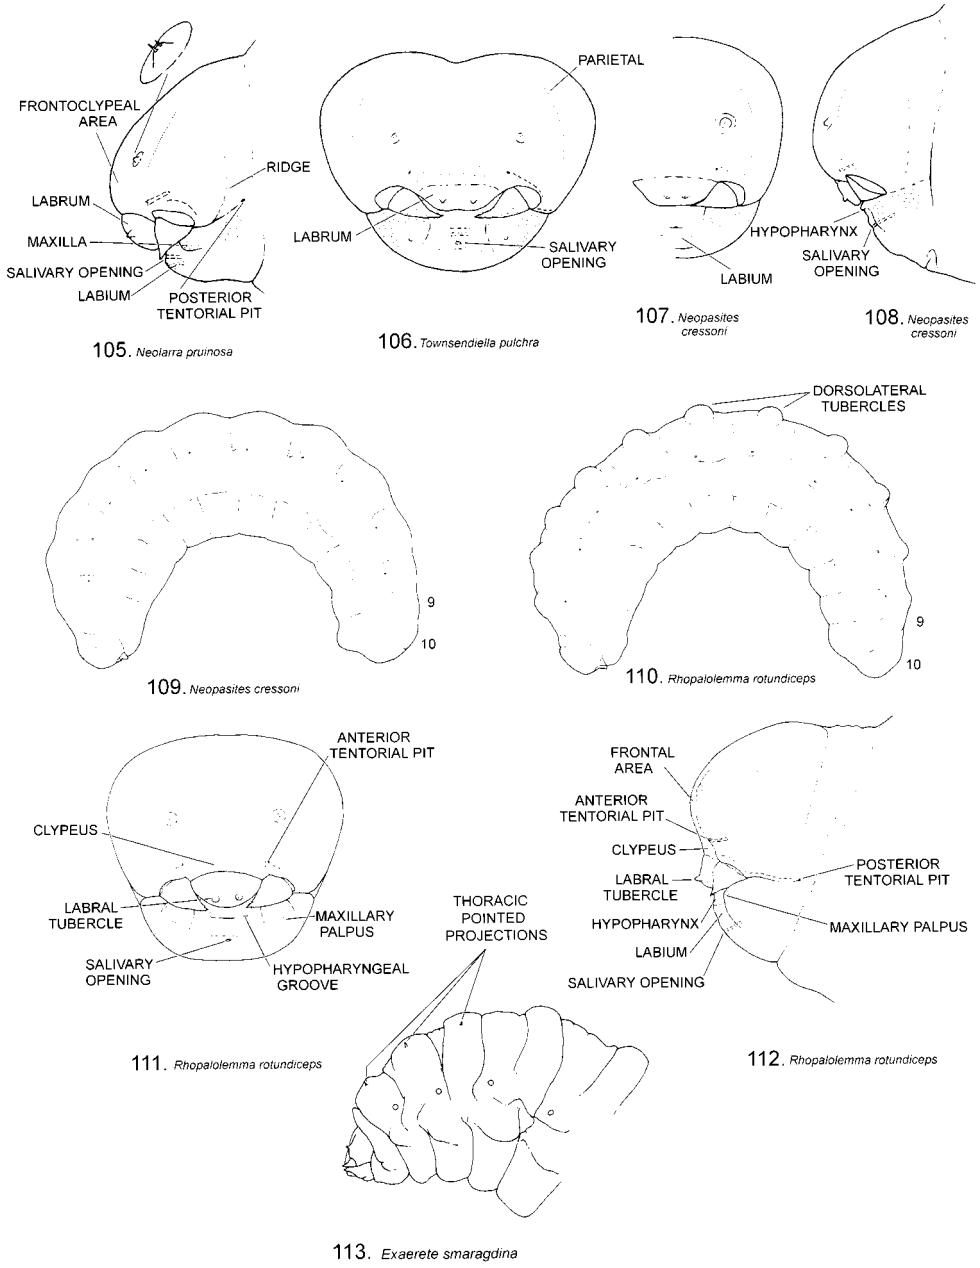 FRONTOCLYPEAL
AREA
LABRUM
MAXILLA
SALIVARY OPENING
LABIUM
RIDGE
POSTERIOR
TENTORIAL PIT
105. Neolarra pruinosa
PARIETAL
LABRUM
SALIVARY
OPENING
106. Townsendiella pulchra
LABIUM
107. Neopasites
cressoni
HYPOPHARYNX
SALIVARY
OPENING
108. Neopasites
cressoni
9
10
109. Neopasites cressoni
DORSOLATERAL
TUBERCLES
9
10
110. Rhopalolemma rotundiceps
ANTERIOR
TENTORIAL PIT
CLYPEUS
LABRAL
TUBERCLE
MAXILLARY
PALPUS
SALIVARY
OPENING
HYPOPHARYNGEAL
GROOVE
111. Rhopalolemma rotundiceps
FRONTAL
AREA
ANTERIOR
TENTORIAL PIT
CLYPEUS
LABRAL
TUBERCLE
HYPOPHARYNX
LABIUM
SALIVARY OPENING
POSTERIOR
TENTORIAL PIT
MAXILLARY PALPUS
112. Rhopalolemma rotundiceps
THORACIC
POINTED
PROJECTIONS
113. Exaerete smaragdina